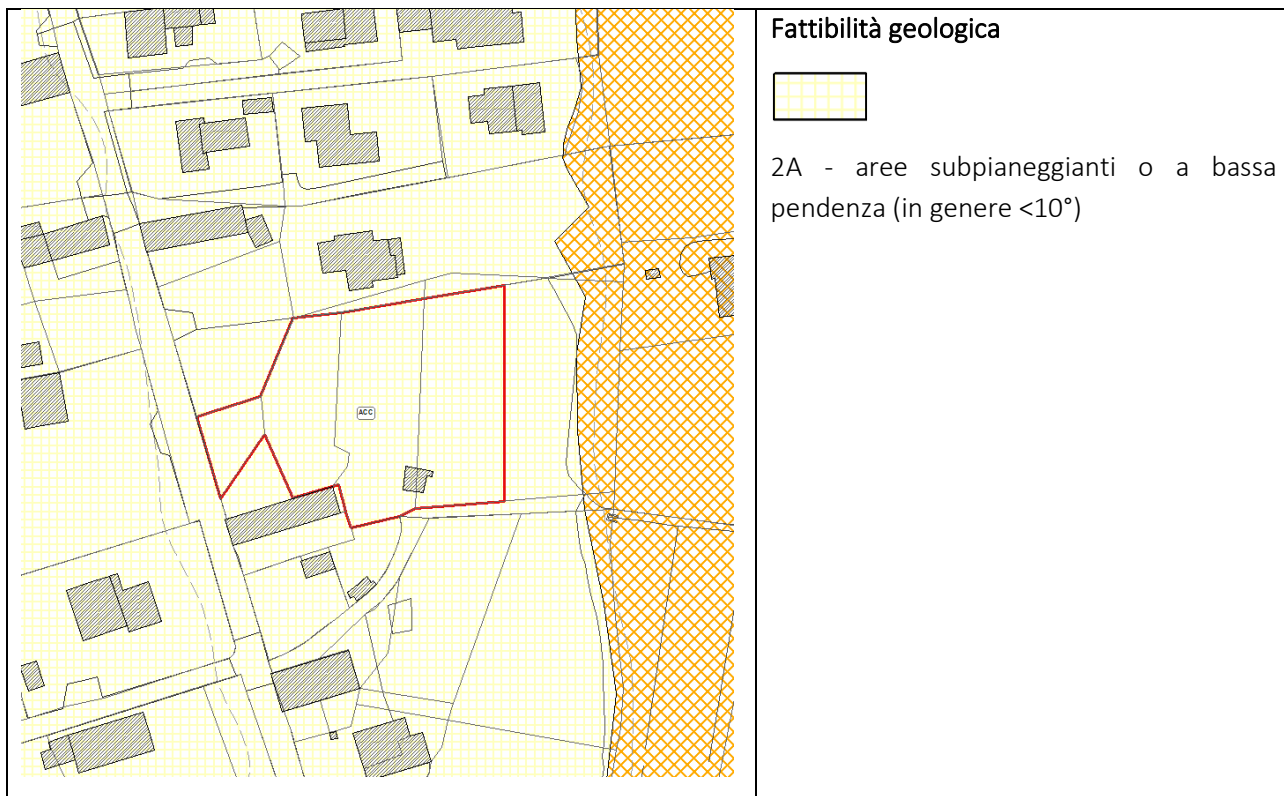 Fattibilità geologica
2A - aree subpianeggianti o a bassa
pendenza (in genere <10°)
ACC